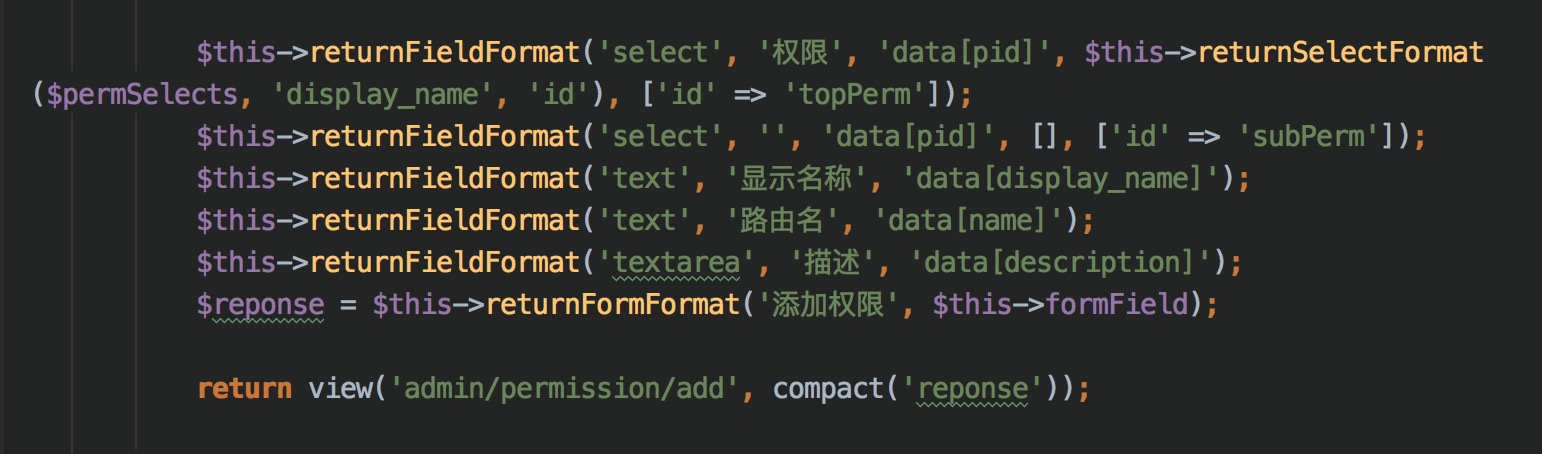 $this->returnFieldFormat('select', '权限', 'data[pid]', $this->returnSelectFormat
($permSelects, 'display_name', 'id'), ['id' => 'topPerm']);
$this->returnFieldFormat('select', '', 'data[pid]', [], ['id' => 'subPerm']);
$this->returnFieldFormat('text', '显示名称', 'data[display_name]');
$this->returnFieldFormat('text', '路由名', 'data[name]');
$this->returnFieldFormat('textarea', '描述', 'data[description]');
$reponse = $this->returnFormFormat('添加权限', $this->formField);
return view('admin/permission/add', compact('reponse'));